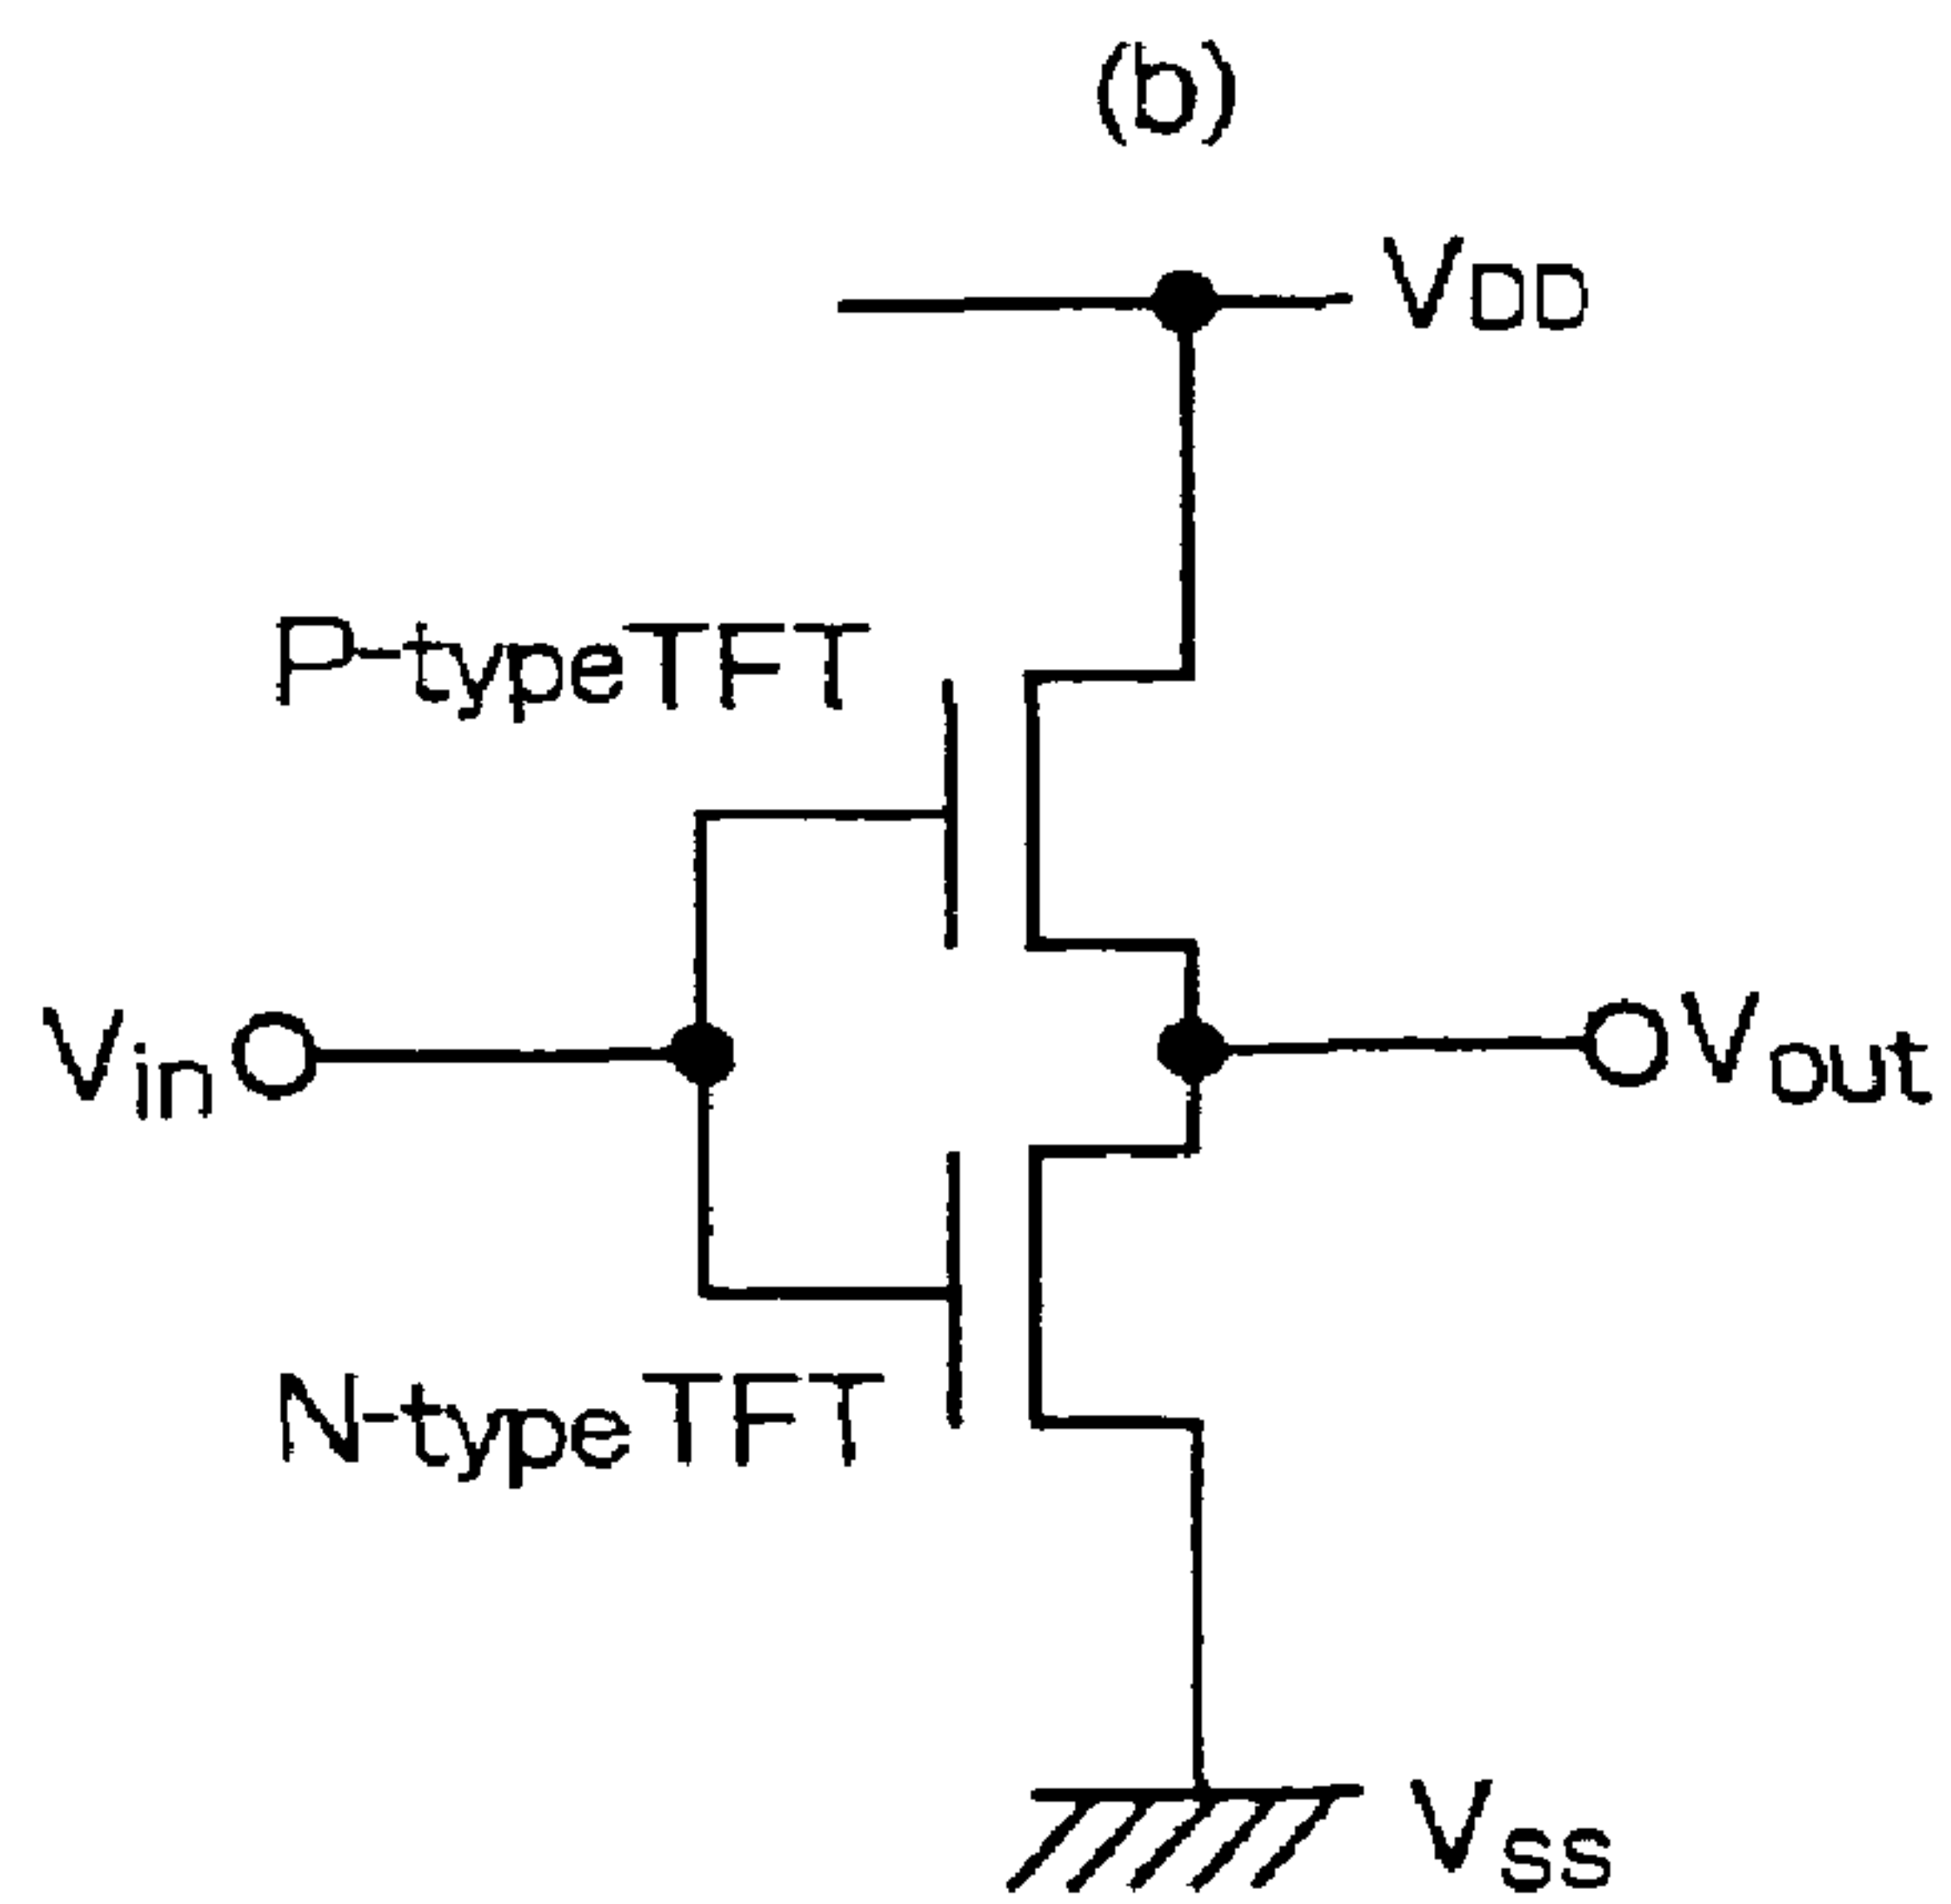 (b)
VDD
P-typeTFT
Vin
Vout
N-typeTFT
VSS